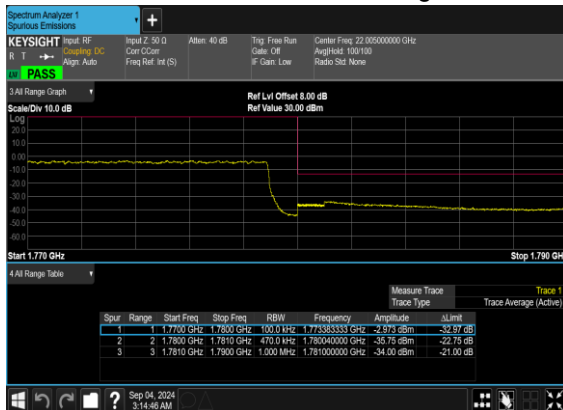 Spectrum Analyzer 1
Spurious Emissions
+
KEYSIGHT Input: RF Input Z: 50 Ω Atten: 40 dB Trig: Free Run Center Freq: 22.005000000 GHz
R T Coupling: DC Corr CCorr Gate: Off Avg|Hold: 100/100
Align: Auto Freq Ref: Int (S) IF Gain: Low Radio Std: None
PASS
3 All Range Graph
Ref Lvl Offset 8.00 dB
Scale/Div 10.0 dB Ref Value 30.00 dBm
Log
20.0
10.0
0.00
-10.0
-20.0
-30.0
-40.0
-50.0
-60.0
Start 1.770 GHz Stop 1.790 GH
4 All Range Table
Measure Trace Trace 1
Trace Type Trace Average (Active)
Spur Range Start Freq Stop Freq RBW Frequency Amplitude ΔLimit
1 1 1.7700 GHz 1.7800 GHz 100.0 kHz 1.773383333 GHz -2.973 dBm -32.97 dB
2 2 1.7800 GHz 1.7810 GHz 470.0 kHz 1.780040000 GHz -35.75 dBm -22.75 dB
3 3 1.7810 GHz 1.7900 GHz 1.000 MHz 1.781000000 GHz -34.00 dBm -21.00 dB
? Sep 04, 2024
3:14:46 AM